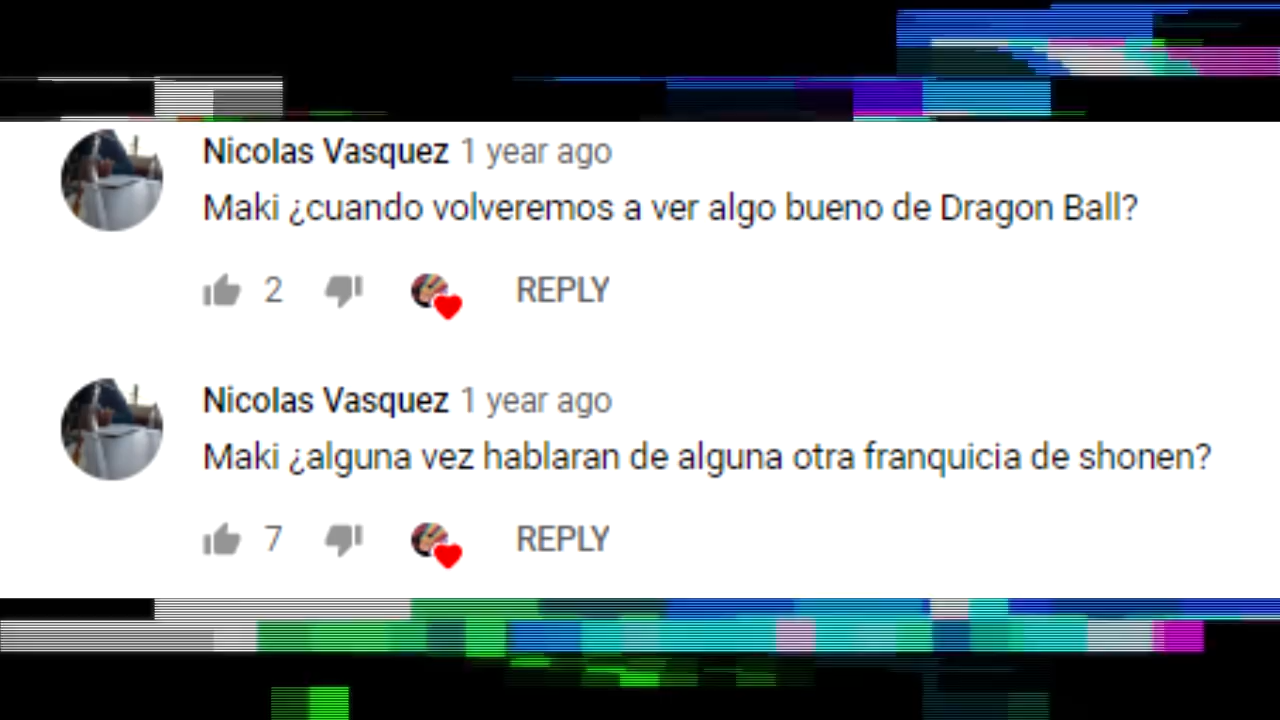 Nicolas Vasquez 1 year ago
Maki ¿cuando volveremos a ver algo bueno de Dragon Ball?
2 REPLY
Nicolas Vasquez 1 year ago
Maki ¿alguna vez hablaran de alguna otra franquicia de shonen?
7 REPLY